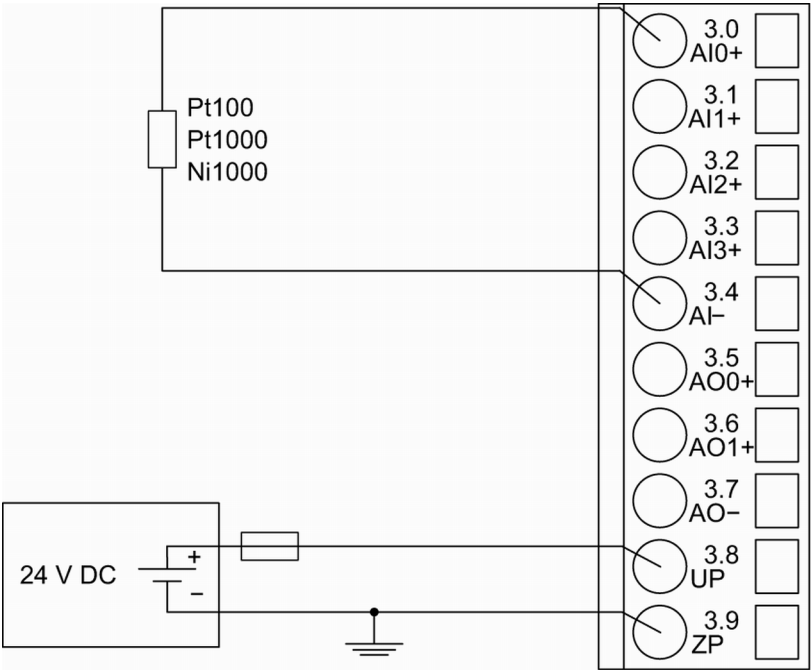 3.0
AI0+
Pt100
Pt1000
Ni1000
3.1
AI1+
3.2
AI2+
3.3
AI3+
3.4
AI−
3.5
AO0+
3.6
AO1+
3.7
AO−
24 V DC
+
−
3.8
UP
3.9
ZP